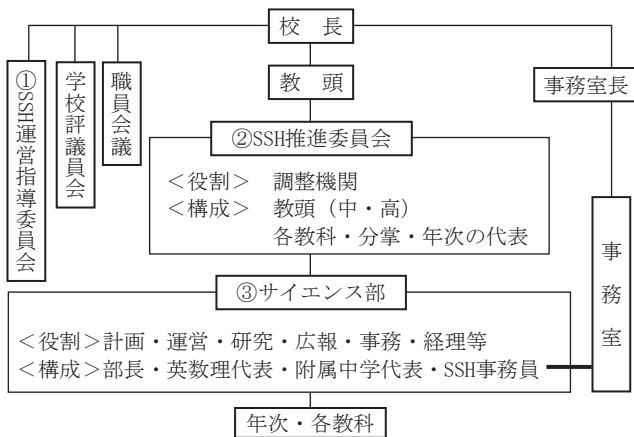 校　長
①SSH運営指導委員会
学校評議員会
職員会議
教　頭
事務室長
②SSH推進委員会
＜役割＞　調整機関
＜構成＞　教頭（中・高）
各教科・分掌・年次の代表
事務室
③サイエンス部
＜役割＞計画・運営・研究・広報・事務・経理等
＜構成＞部長・英数理代表・附属中学代表・SSH事務員
年次・各教科